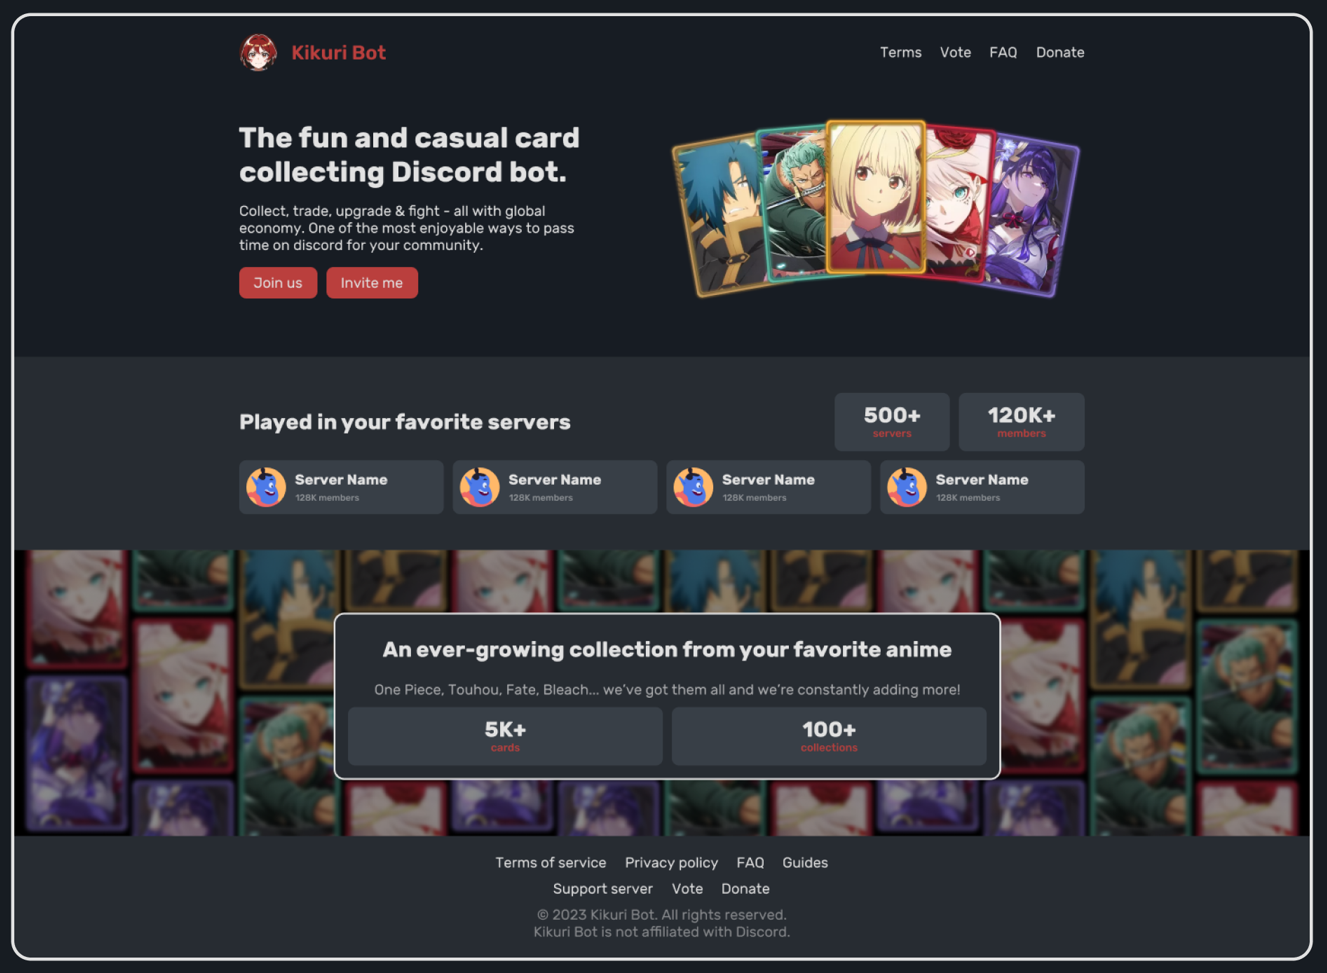 Kikuri Bot
Terms Vote FAQ Donate
The fun and casual card
collecting Discord bot.
Collect, trade, upgrade & fight - all with global
economy. One of the most enjoyable ways to pass
time on discord for your community.
Join us Invite me
Played in your favorite servers
500+
servers
120K+
members
Server Name
128K members
Server Name
128K members
Server Name
128K members
Server Name
128K members
An ever-growing collection from your favorite anime
One Piece, Touhou, Fate, Bleach... we've got them all and we're constantly adding more!
5K+
cards
100+
collections
Terms of service Privacy policy FAQ Guides
Support server Vote Donate
© 2023 Kikuri Bot. All rights reserved.
Kikuri Bot is not affiliated with Discord.